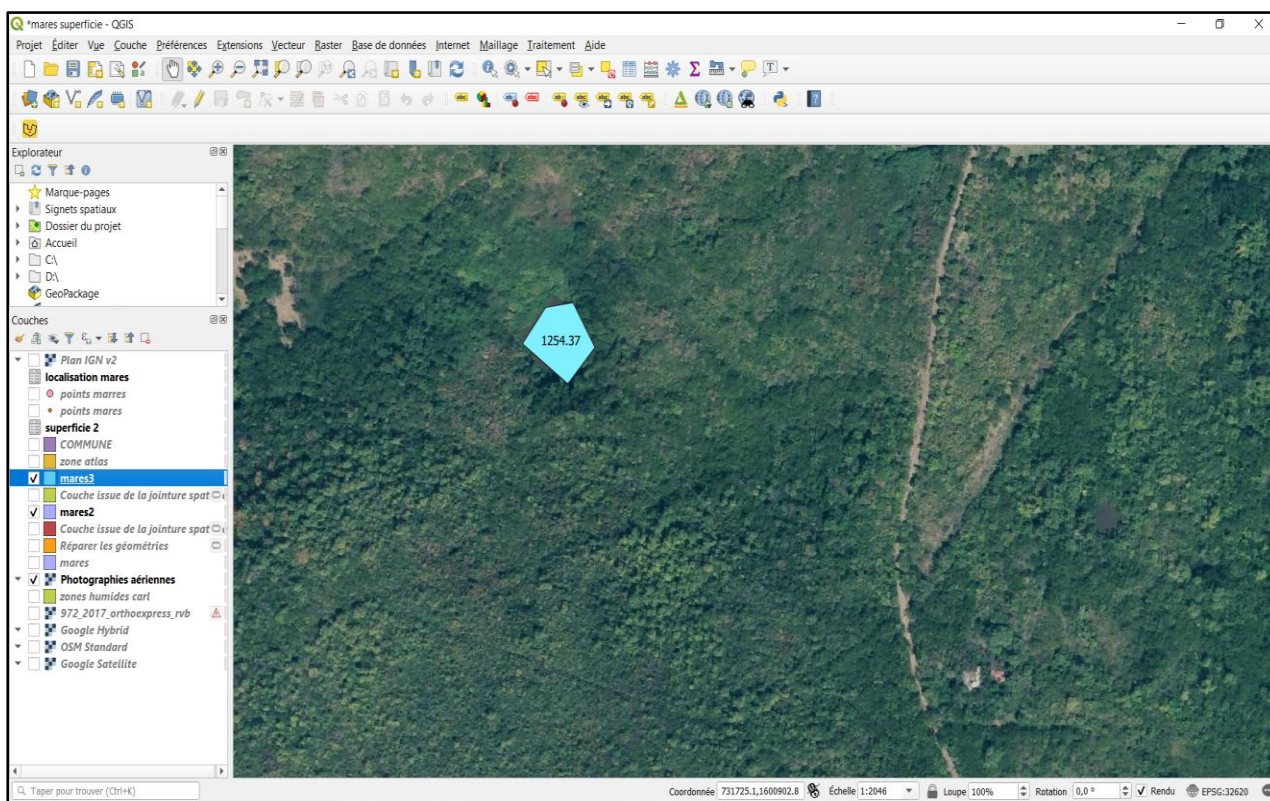 *mares superficie - QGIS
Projet Éditer Vue Couche Préférences Extensions Vecteur Raster Base de données Internet Maillage Traitement Aide
Explorateur
Marque-pages
Signets spatiaux
Dossier du projet
Accueil
C:\
D:\
GeoPackage
Couches
Plan IGN v2
localisation mares
points marres
points mares
superficie 2
COMMUNE
zone atlas
mares3
Couche issue de la jointure spat
mares2
Couche issue de la jointure spat
Réparer les géométries
mares
Photographies aériennes
zones humides carl
972_2017_orthoexpress_rvb
Google Hybrid
OSM Standard
Google Satellite
1254.37
Taper pour trouver (Ctrl+K)
Coordonnée 731725.1,1600902.8 Échelle 1:2046 Loupe 100% Rotation 0,0 ° Rendu EPSG:32620